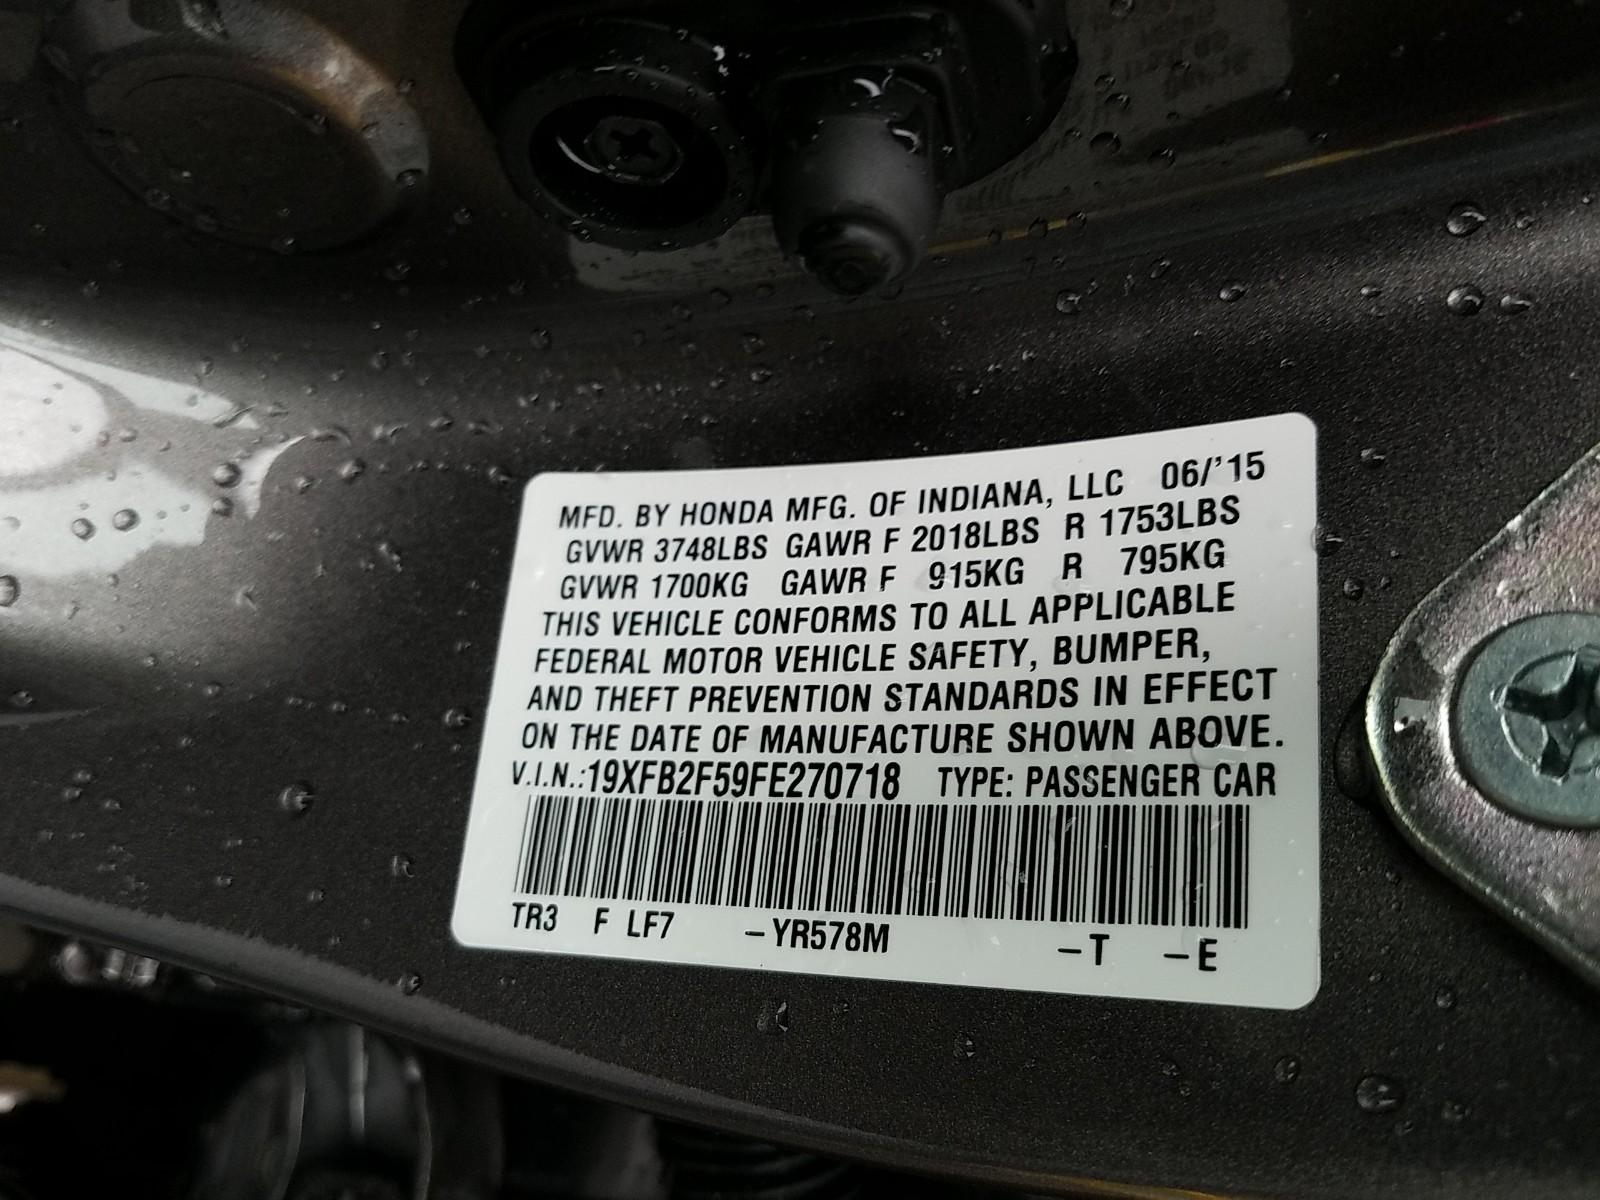 MFD. BY HONDA MFG. OF INDIANA, LLC 06/'15
GVWR 3748LBS GAWR F 2018LBS R 1753LBS
GVWR 1700KG GAWR F 915KG R 795KG
THIS VEHICLE CONFORMS TO ALL APPLICABLE
FEDERAL MOTOR VEHICLE SAFETY, BUMPER,
AND THEFT PREVENTION STANDARDS IN EFFECT
ON THE DATE OF MANUFACTURE SHOWN ABOVE.
V.I.N.:19XFB2F59FE270718 TYPE: PASSENGER CAR
TR3 F LF7 -YR578M -T -E